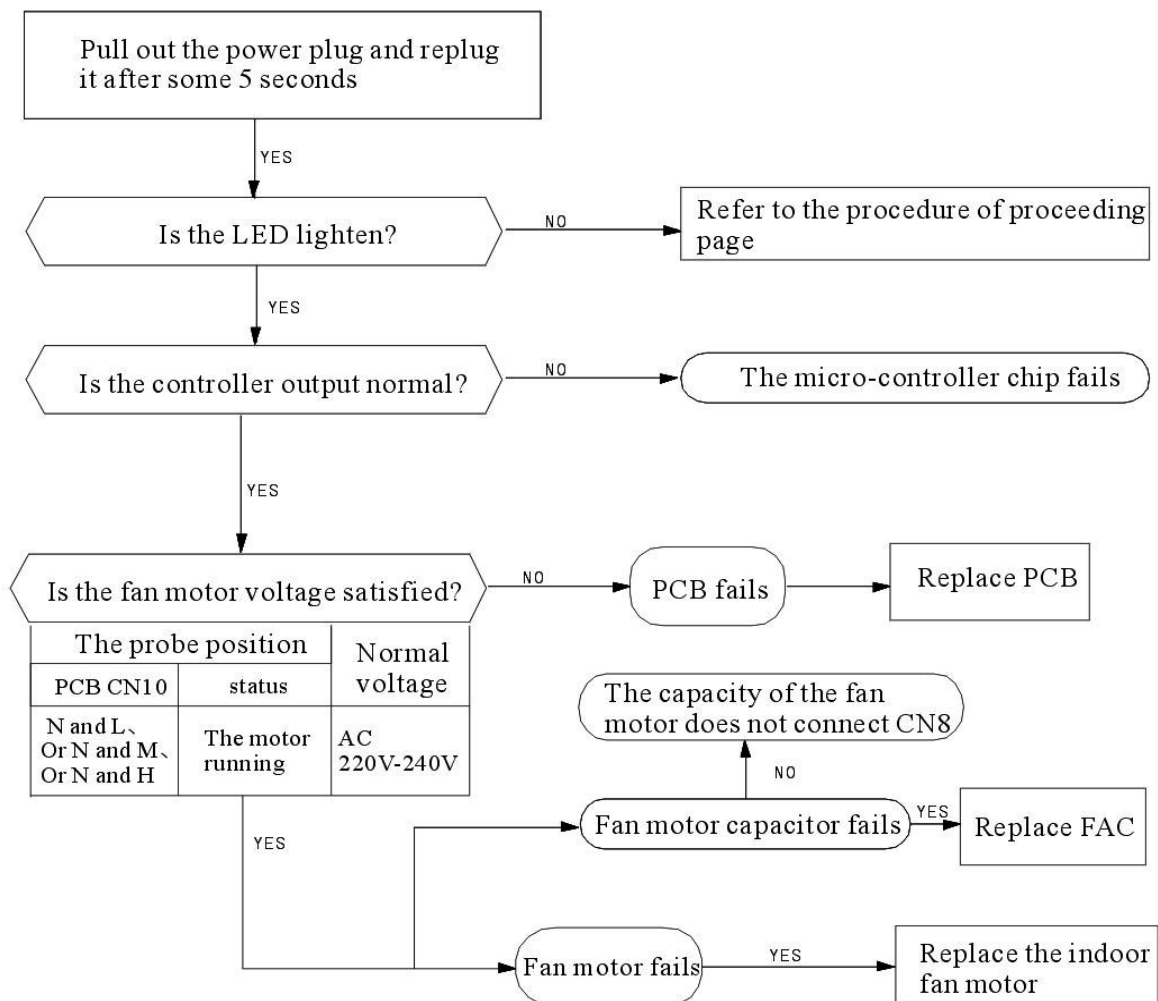 Pull out the power plug and replug
it after some 5 seconds
YES
Is the LED lighten?
NO
Refer to the procedure of proceeding
page
YES
Is the controller output normal?
NO
The micro-controller chip fails
YES
Is the fan motor voltage satisfied?
NO
PCB fails
Replace PCB
The probe position
Normal
voltage
PCB CN10
status
N and L、
Or N and M、
Or N and H
The motor
running
AC
220V-240V
The capacity of the fan
motor does not connect CN8
NO
YES
Fan motor capacitor fails
YES
Replace FAC
Fan motor fails
YES
Replace the indoor
fan motor